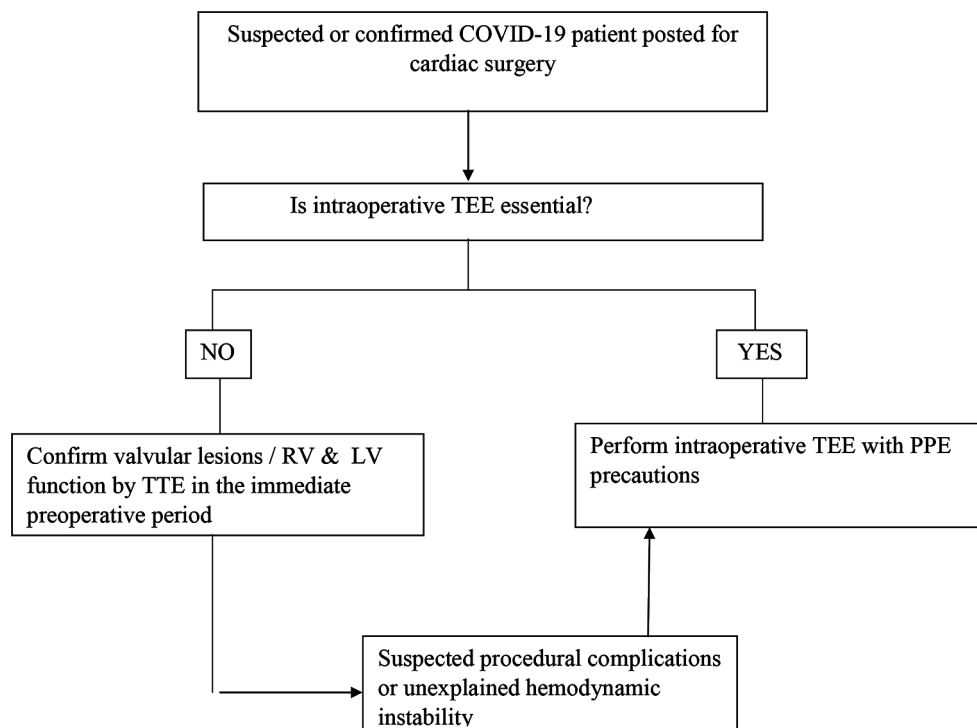 Suspected or confirmed COVID-19 patient posted for
cardiac surgery
Is intraoperative TEE essential?
NO
YES
Confirm valvular lesions / RV & LV
function by TTE in the immediate
preoperative period
Perform intraoperative TEE with PPE
precautions
Suspected procedural complications
or unexplained hemodynamic
instability